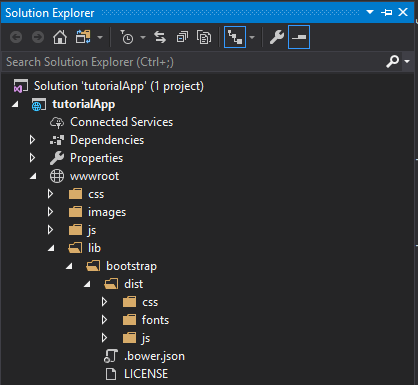 Solution Explorer
Search Solution Explorer (Ctrl+;)
Solution 'tutorialApp' (1 project)
tutorialApp
Connected Services
Dependencies
Properties
wwwroot
css
images
js
lib
bootstrap
dist
css
fonts
js
.bower.json
LICENSE